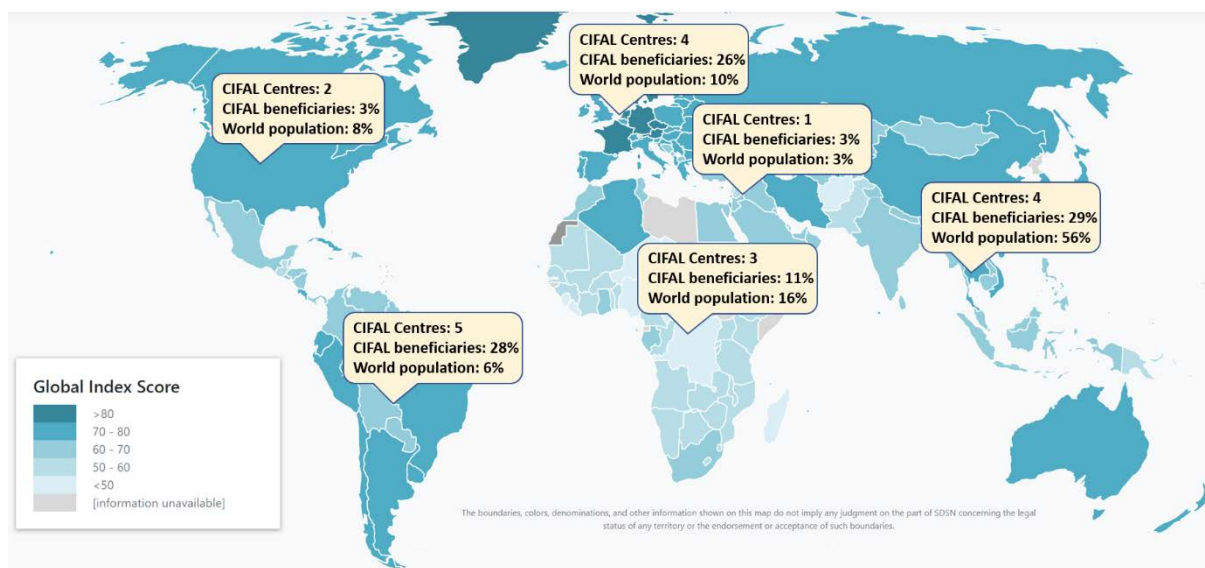 CIFAL Centres: 4
CIFAL beneficiaries: 26%
World population: 10%
CIFAL Centres: 2
CIFAL beneficiaries: 3%
World population: 8%
CIFAL Centres: 1
CIFAL beneficiaries: 3%
World population: 3%
CIFAL Centres: 4
CIFAL beneficiaries: 29%
World population: 56%
CIFAL Centres: 3
CIFAL beneficiaries: 11%
World population: 16%
CIFAL Centres: 5
CIFAL beneficiaries: 28%
World population: 6%
Global Index Score
>80
70 - 80
60 - 70
50 - 60
<50
[information unavailable]
The boundaries, colors, denominations, and other information shown on this map do not imply any judgment on the part of SDSN concerning the legal
status of any territory or the endorsement or acceptance of such boundaries.